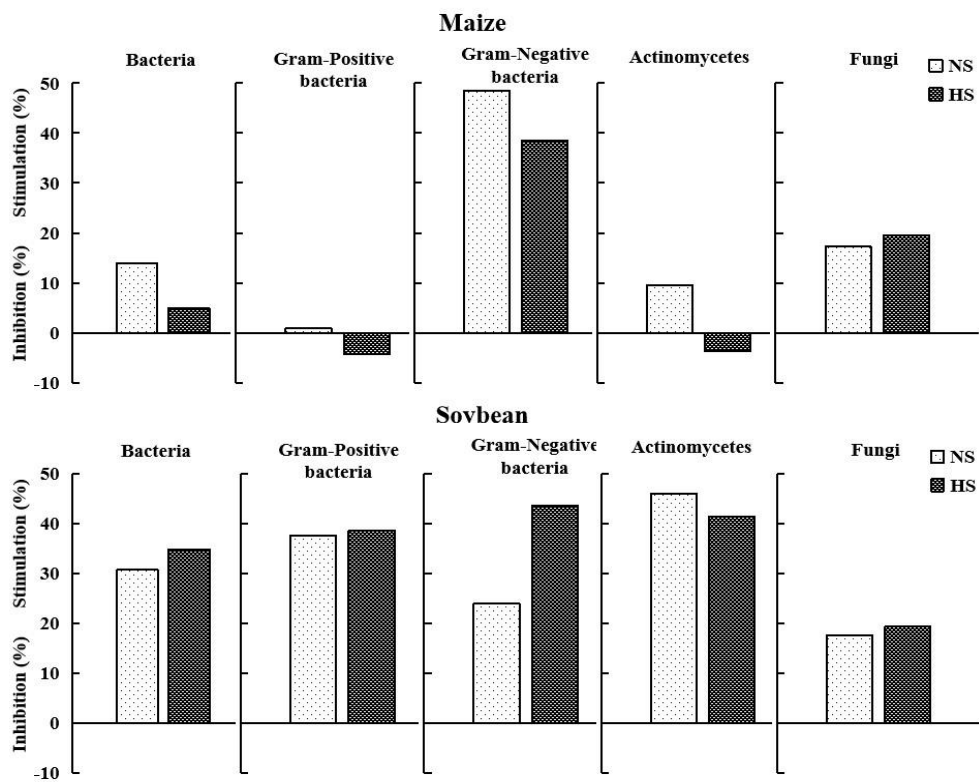 Maize
Bacteria
Gram-Positive
bacteria
Gram-Negative
bacteria
Actinomycetes
Fungi
NS
HS
Stimulation (%)
Inhibition (%)
50
40
30
20
10
0
-10
Sovbean
Bacteria
Gram-Positive
bacteria
Gram-Negative
bacteria
Actinomycetes
Fungi
NS
HS
Stimulation (%)
Inhibition (%)
50
40
30
20
10
0
-10